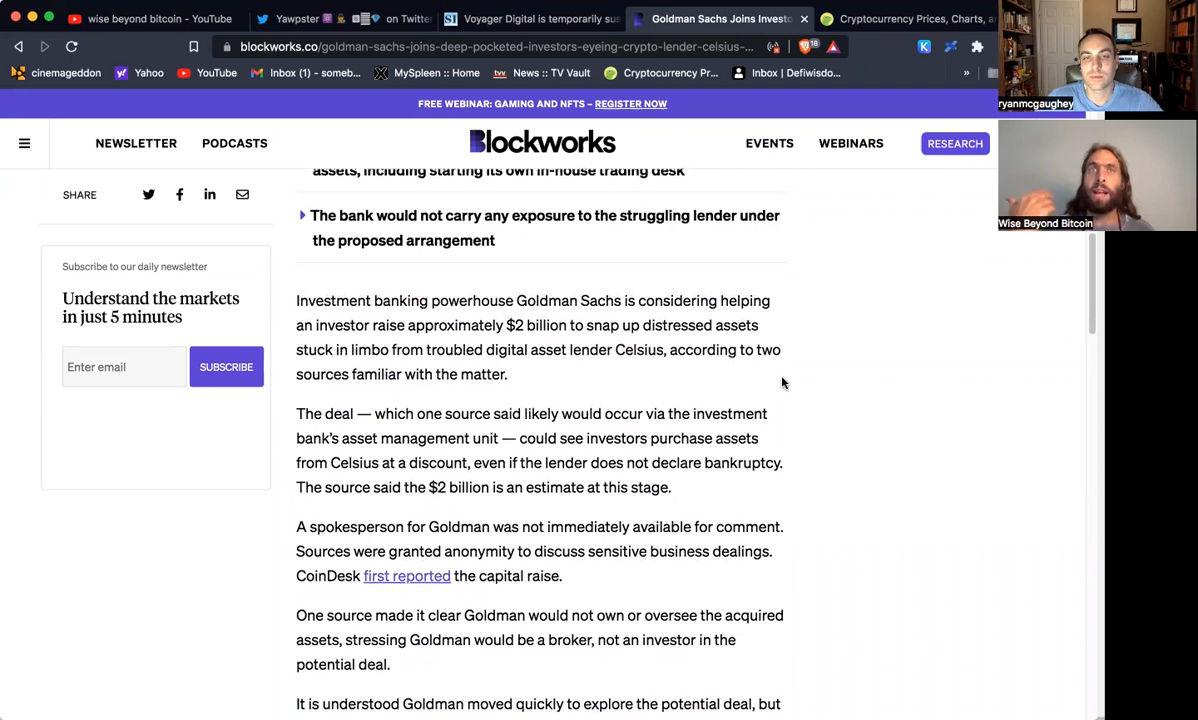 wise beyond bitcoin - YouTube
Yawpster
on Twitte
Voyager Digital is temporarily sus
Goldman Sachs Joins Investo
Cryptocurrency Prices, Charts, a
blockworks.co/goldman-sachs-joins-deep-pocketed-investors-eyeing-crypto-lender-celsius-...
18
cinemageddon
Yahoo
YouTube
Inbox (1) - someb...
MySpleen :: Home
News :: TV Vault
Cryptocurrency Pr...
Inbox | Defiwisdo...
»
ryanmcgaughey
FREE WEBINAR: GAMING AND NFTS – REGISTER NOW
NEWSLETTER
PODCASTS
Blockworks
EVENTS
WEBINARS
RESEARCH
assets, including starting its own in-house trading desk
SHARE
The bank would not carry any exposure to the struggling lender under
the proposed arrangement
Wise Beyond Bitcoin
Subscribe to our daily newsletter
Understand the markets
in just 5 minutes
Enter email
SUBSCRIBE
Investment banking powerhouse Goldman Sachs is considering helping
an investor raise approximately $2 billion to snap up distressed assets
stuck in limbo from troubled digital asset lender Celsius, according to two
sources familiar with the matter.
The deal — which one source said likely would occur via the investment
bank's asset management unit — could see investors purchase assets
from Celsius at a discount, even if the lender does not declare bankruptcy.
The source said the $2 billion is an estimate at this stage.
A spokesperson for Goldman was not immediately available for comment.
Sources were granted anonymity to discuss sensitive business dealings.
CoinDesk first reported the capital raise.
One source made it clear Goldman would not own or oversee the acquired
assets, stressing Goldman would be a broker, not an investor in the
potential deal.
It is understood Goldman moved quickly to explore the potential deal, but